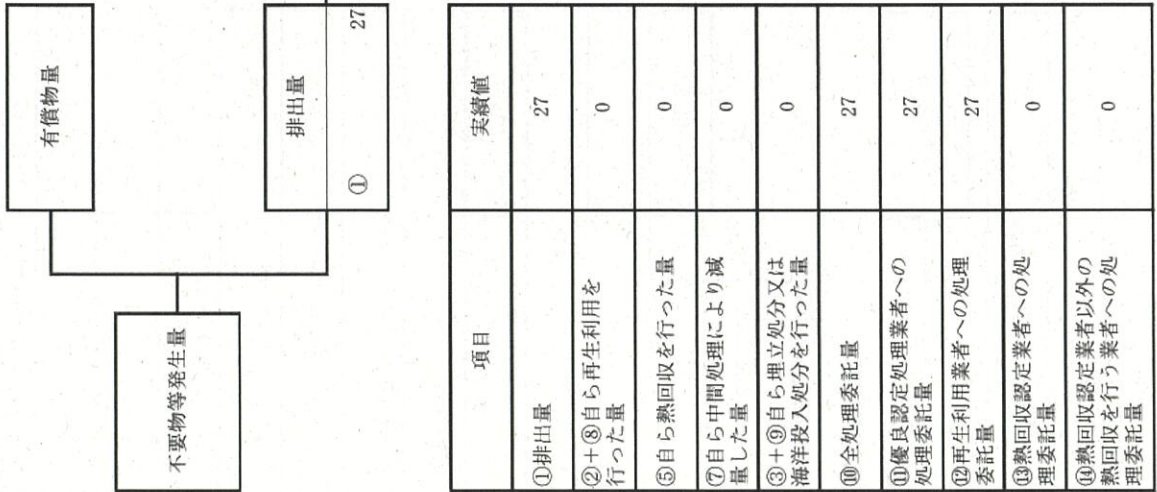 不要物等発生量
有償物量
排出量
① 27
項目 実績値
①排出量 27
②+⑧自ら再生利用を
行った量 0
⑤自ら熱回収を行った量 0
⑦自ら中間処理により減
量した量 0
③+⑨自ら埋立処分又は
海洋投入処分を行った量 0
⑩全処理委託量 27
⑪優良認定処理業者への
処理委託量 27
⑫再生利用業者への処理
委託量 27
⑬熱回収認定業者への処
理委託量 0
⑭熱回収認定業者以外の
熱回収を行う業者への処
理委託量 0